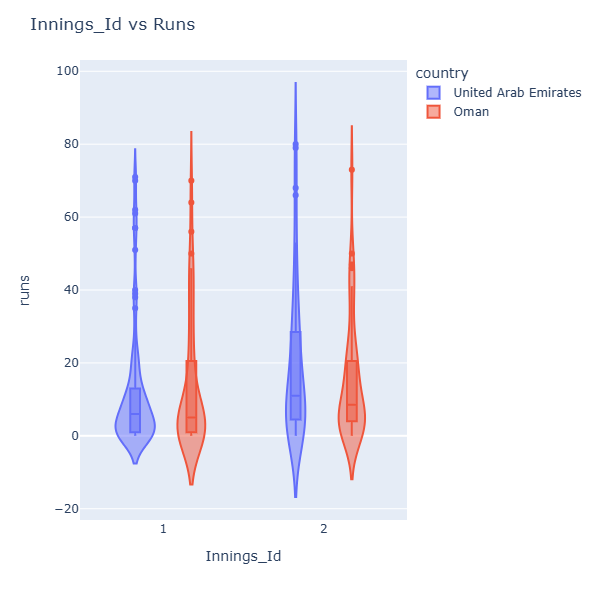 Innings_Id vs Runs
country
United Arab Emirates
Oman
100
80
60
40
20
0
−20
runs
1
2
Innings_Id